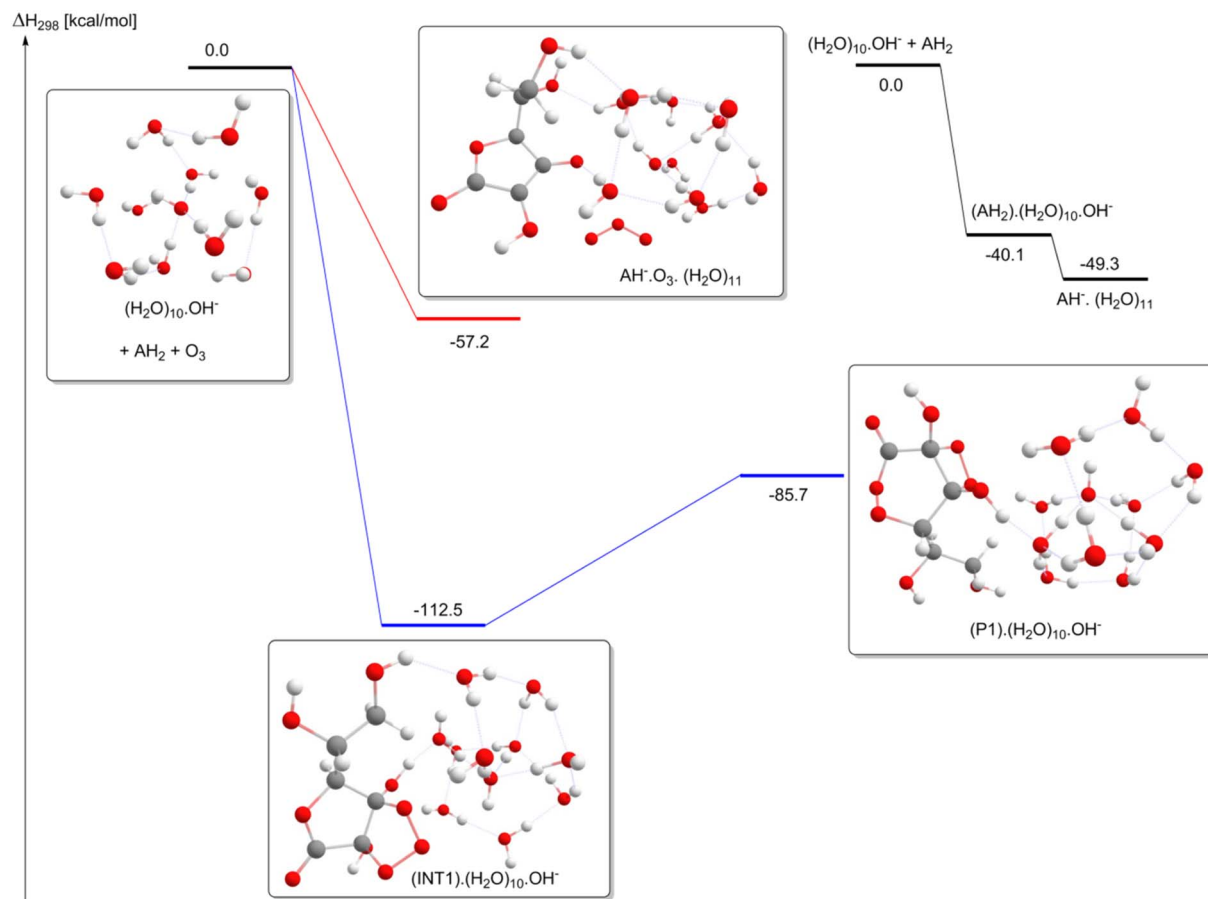 ΔH₂₉₈ [kcal/mol]
0.0
(H₂O)₁₀.OH⁻
+ AH₂ + O₃
AH⁻.O₃. (H₂O)₁₁
-57.2
(H₂O)₁₀.OH⁻ + AH₂
0.0
(AH₂).(H₂O)₁₀.OH⁻
-40.1
-49.3
AH⁻. (H₂O)₁₁
-85.7
(P1).(H₂O)₁₀.OH⁻
-112.5
(INT1).(H₂O)₁₀.OH⁻